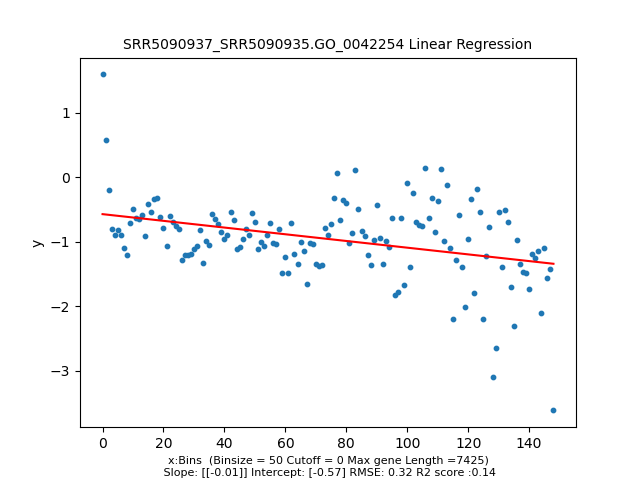 SRR5090937_SRR5090935.GO_0042254 Linear Regression
y
1
0
−1
−2
−3
0 20 40 60 80 100 120 140
x:Bins (Binsize = 50 Cutoff = 0 Max gene Length =7425)
Slope: [[-0.01]] Intercept: [-0.57] RMSE: 0.32 R2 score :0.14